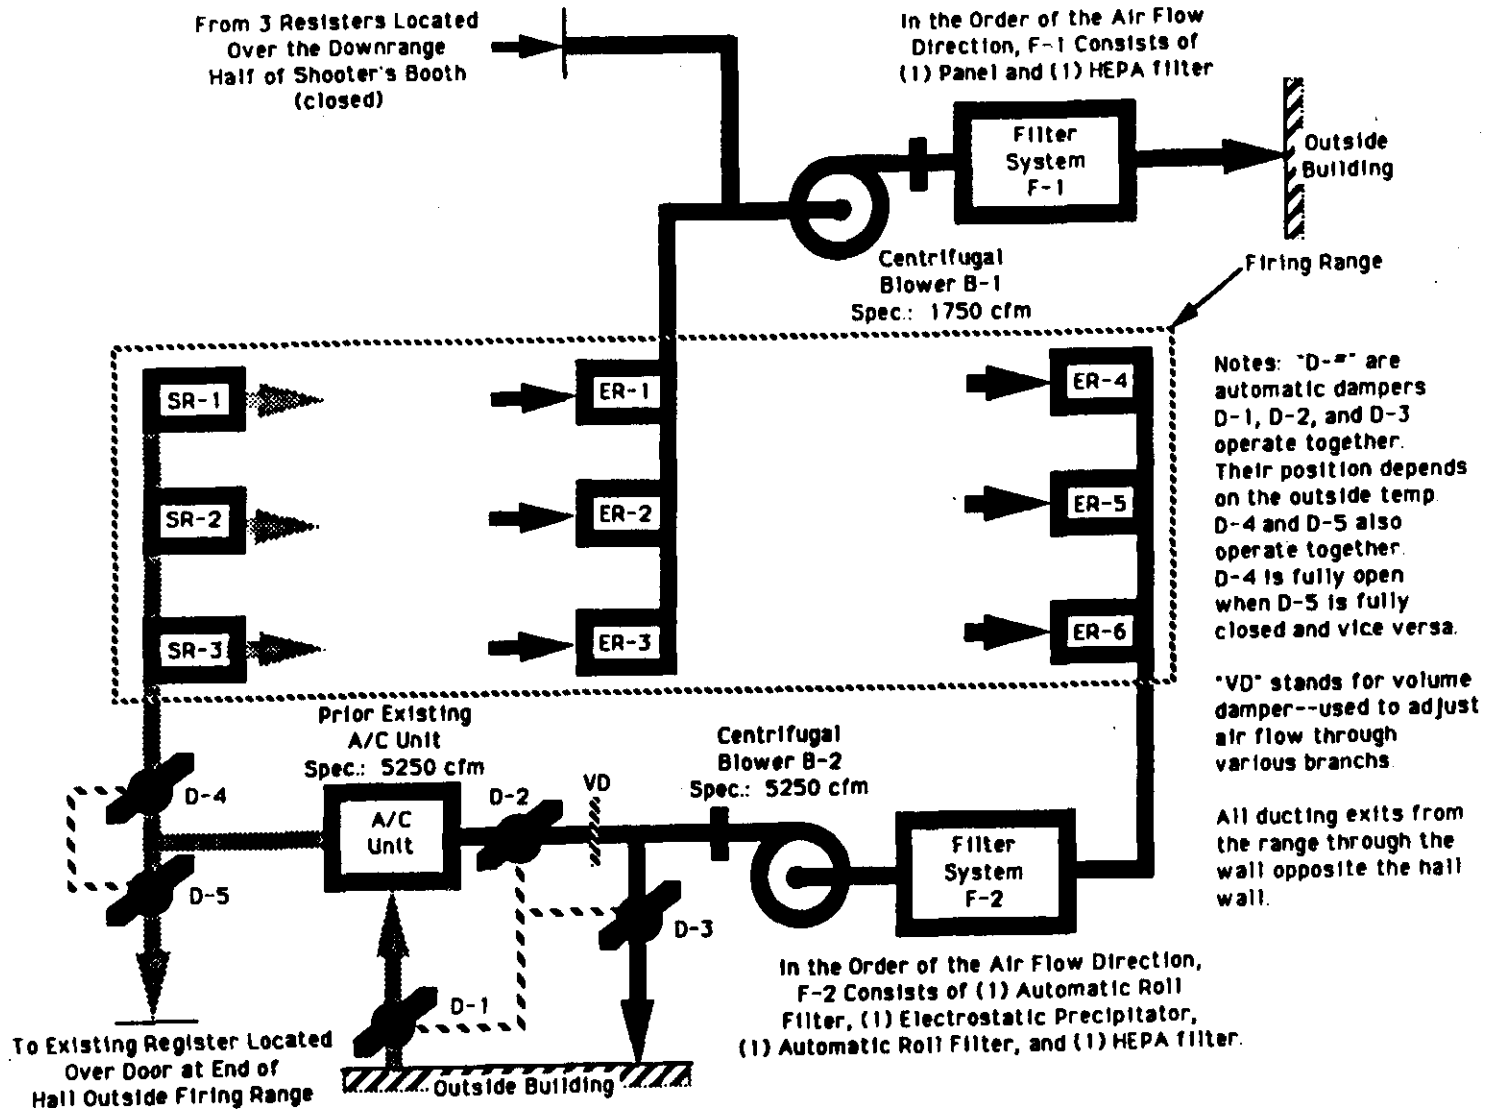 From 3 Resisters Located
Over the Downrange
Half of Shooter's Booth
(closed)
In the Order of the Air Flow
Direction, F-1 Consists of
(1) Panel and (1) HEPA filter
Filter
System
F-1
Outside
Building
Centrifugal
Blower B-1
Spec.: 1750 cfm
Firing Range
SR-1
ER-1
ER-4
SR-2
ER-2
ER-5
SR-3
ER-3
ER-6
Notes: "D-#" are
automatic dampers
D-1, D-2, and D-3
operate together.
Their position depends
on the outside temp.
D-4 and D-5 also
operate together.
D-4 is fully open
when D-5 is fully
closed and vice versa.
"VD" stands for volume
damper--used to adjust
air flow through
various branchs.
All ducting exits from
the range through the
wall opposite the hall
wall.
Prior Existing
A/C Unit
Spec.: 5250 cfm
Centrifugal
Blower B-2
Spec.: 5250 cfm
D-4
D-2
VD
A/C
Unit
Filter
System
F-2
D-5
D-3
D-1
In the Order of the Air Flow Direction,
F-2 Consists of (1) Automatic Roll
Filter, (1) Electrostatic Precipitator,
(1) Automatic Roll Filter, and (1) HEPA filter.
To Existing Register Located
Over Door at End of
Hall Outside Firing Range
Outside Building